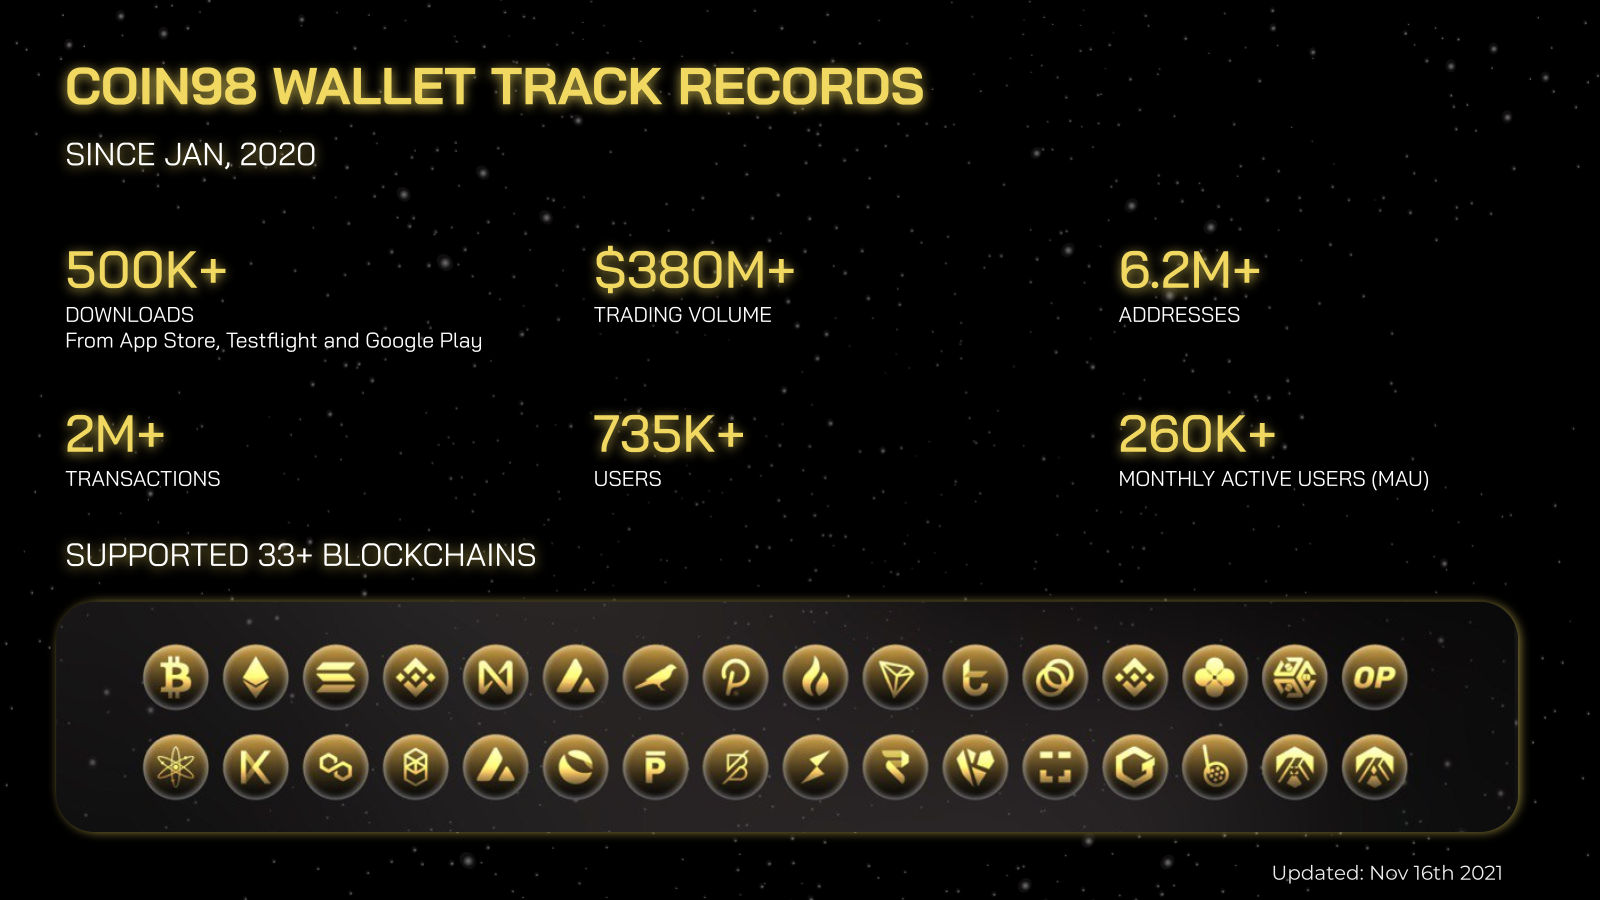 COIN98 WALLET TRACK RECORDS
SINCE JAN, 2020
500K+
DOWNLOADS
From App Store, Testflight and Google Play
$380M+
TRADING VOLUME
6.2M+
ADDRESSES
2M+
TRANSACTIONS
735K+
USERS
260K+
MONTHLY ACTIVE USERS (MAU)
SUPPORTED 33+ BLOCKCHAINS
OP
Updated: Nov 16th 2021